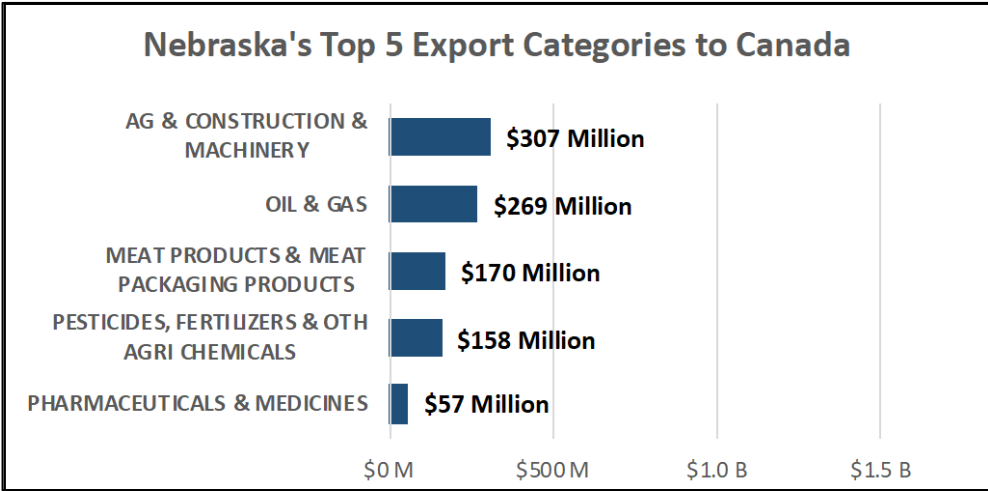 Nebraska's Top 5 Export Categories to Canada
AG & CONSTRUCTION &
MACHINERY
$307 Million
OIL & GAS
$269 Million
MEAT PRODUCTS & MEAT
PACKAGING PRODUCTS
$170 Million
PESTICIDES, FERTILIZERS & OTH
AGRI CHEMICALS
$158 Million
PHARMACEUTICALS & MEDICINES
$57 Million
$0 M
$500 M
$1.0 B
$1.5 B